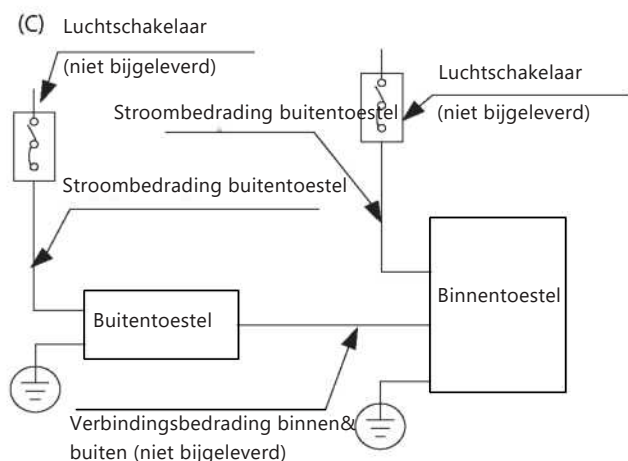 (C)
Luchtschakelaar
(niet bijgeleverd)
Luchtschakelaar
(niet bijgeleverd)
Stroombedrading buitentoestel
Stroombedrading buitentoestel
Buitentoestel
Binnentoestel
Verbindingsbedrading binnen&
buiten (niet bijgeleverd)